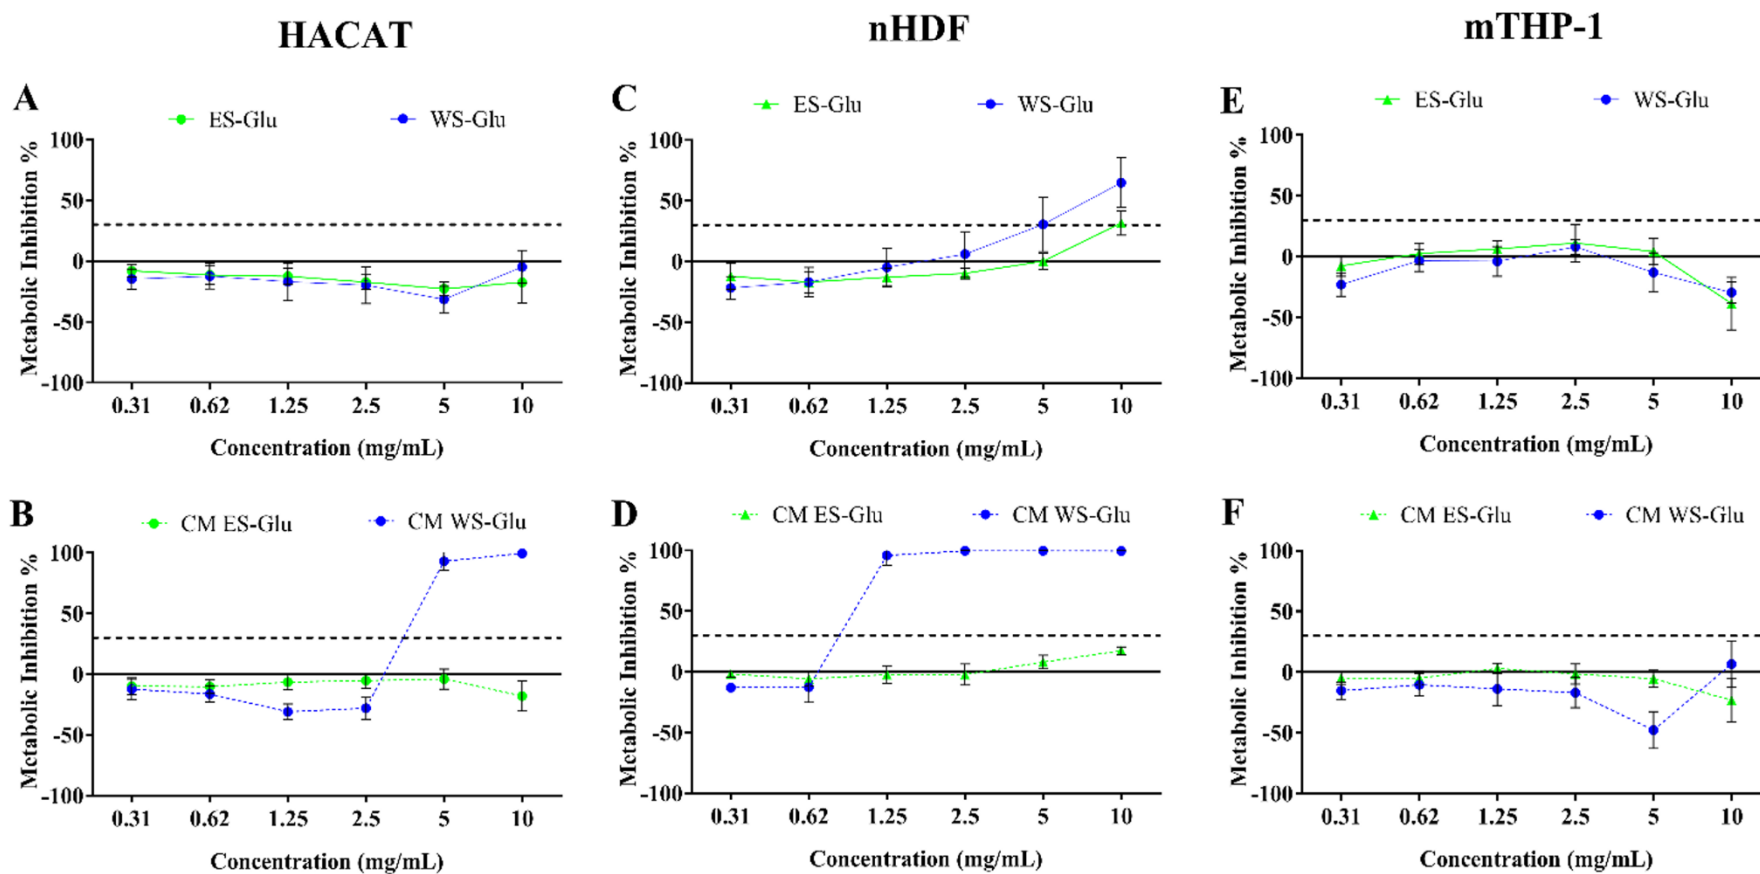 HACAT
nHDF
mTHP-1
A
ES-Glu
WS-Glu
Metabolic Inhibition %
100
50
0
-50
-100
0.31
0.62
1.25
2.5
5
10
Concentration (mg/mL)
C
ES-Glu
WS-Glu
Metabolic Inhibition %
100
50
0
-50
-100
0.31
0.62
1.25
2.5
5
10
Concentration (mg/mL)
E
ES-Glu
WS-Glu
Metabolic Inhibition %
100
50
0
-50
-100
0.31
0.62
1.25
2.5
5
10
Concentration (mg/mL)
B
CM ES-Glu
CM WS-Glu
Metabolic Inhibition %
100
50
0
-50
-100
0.31
0.62
1.25
2.5
5
10
Concentration (mg/mL)
D
CM ES-Glu
CM WS-Glu
Metabolic Inhibition %
100
50
0
-50
-100
0.31
0.62
1.25
2.5
5
10
Concentration (mg/mL)
F
CM ES-Glu
CM WS-Glu
Metabolic Inhibition %
100
50
0
-50
-100
0.31
0.62
1.25
2.5
5
10
Concentration (mg/mL)